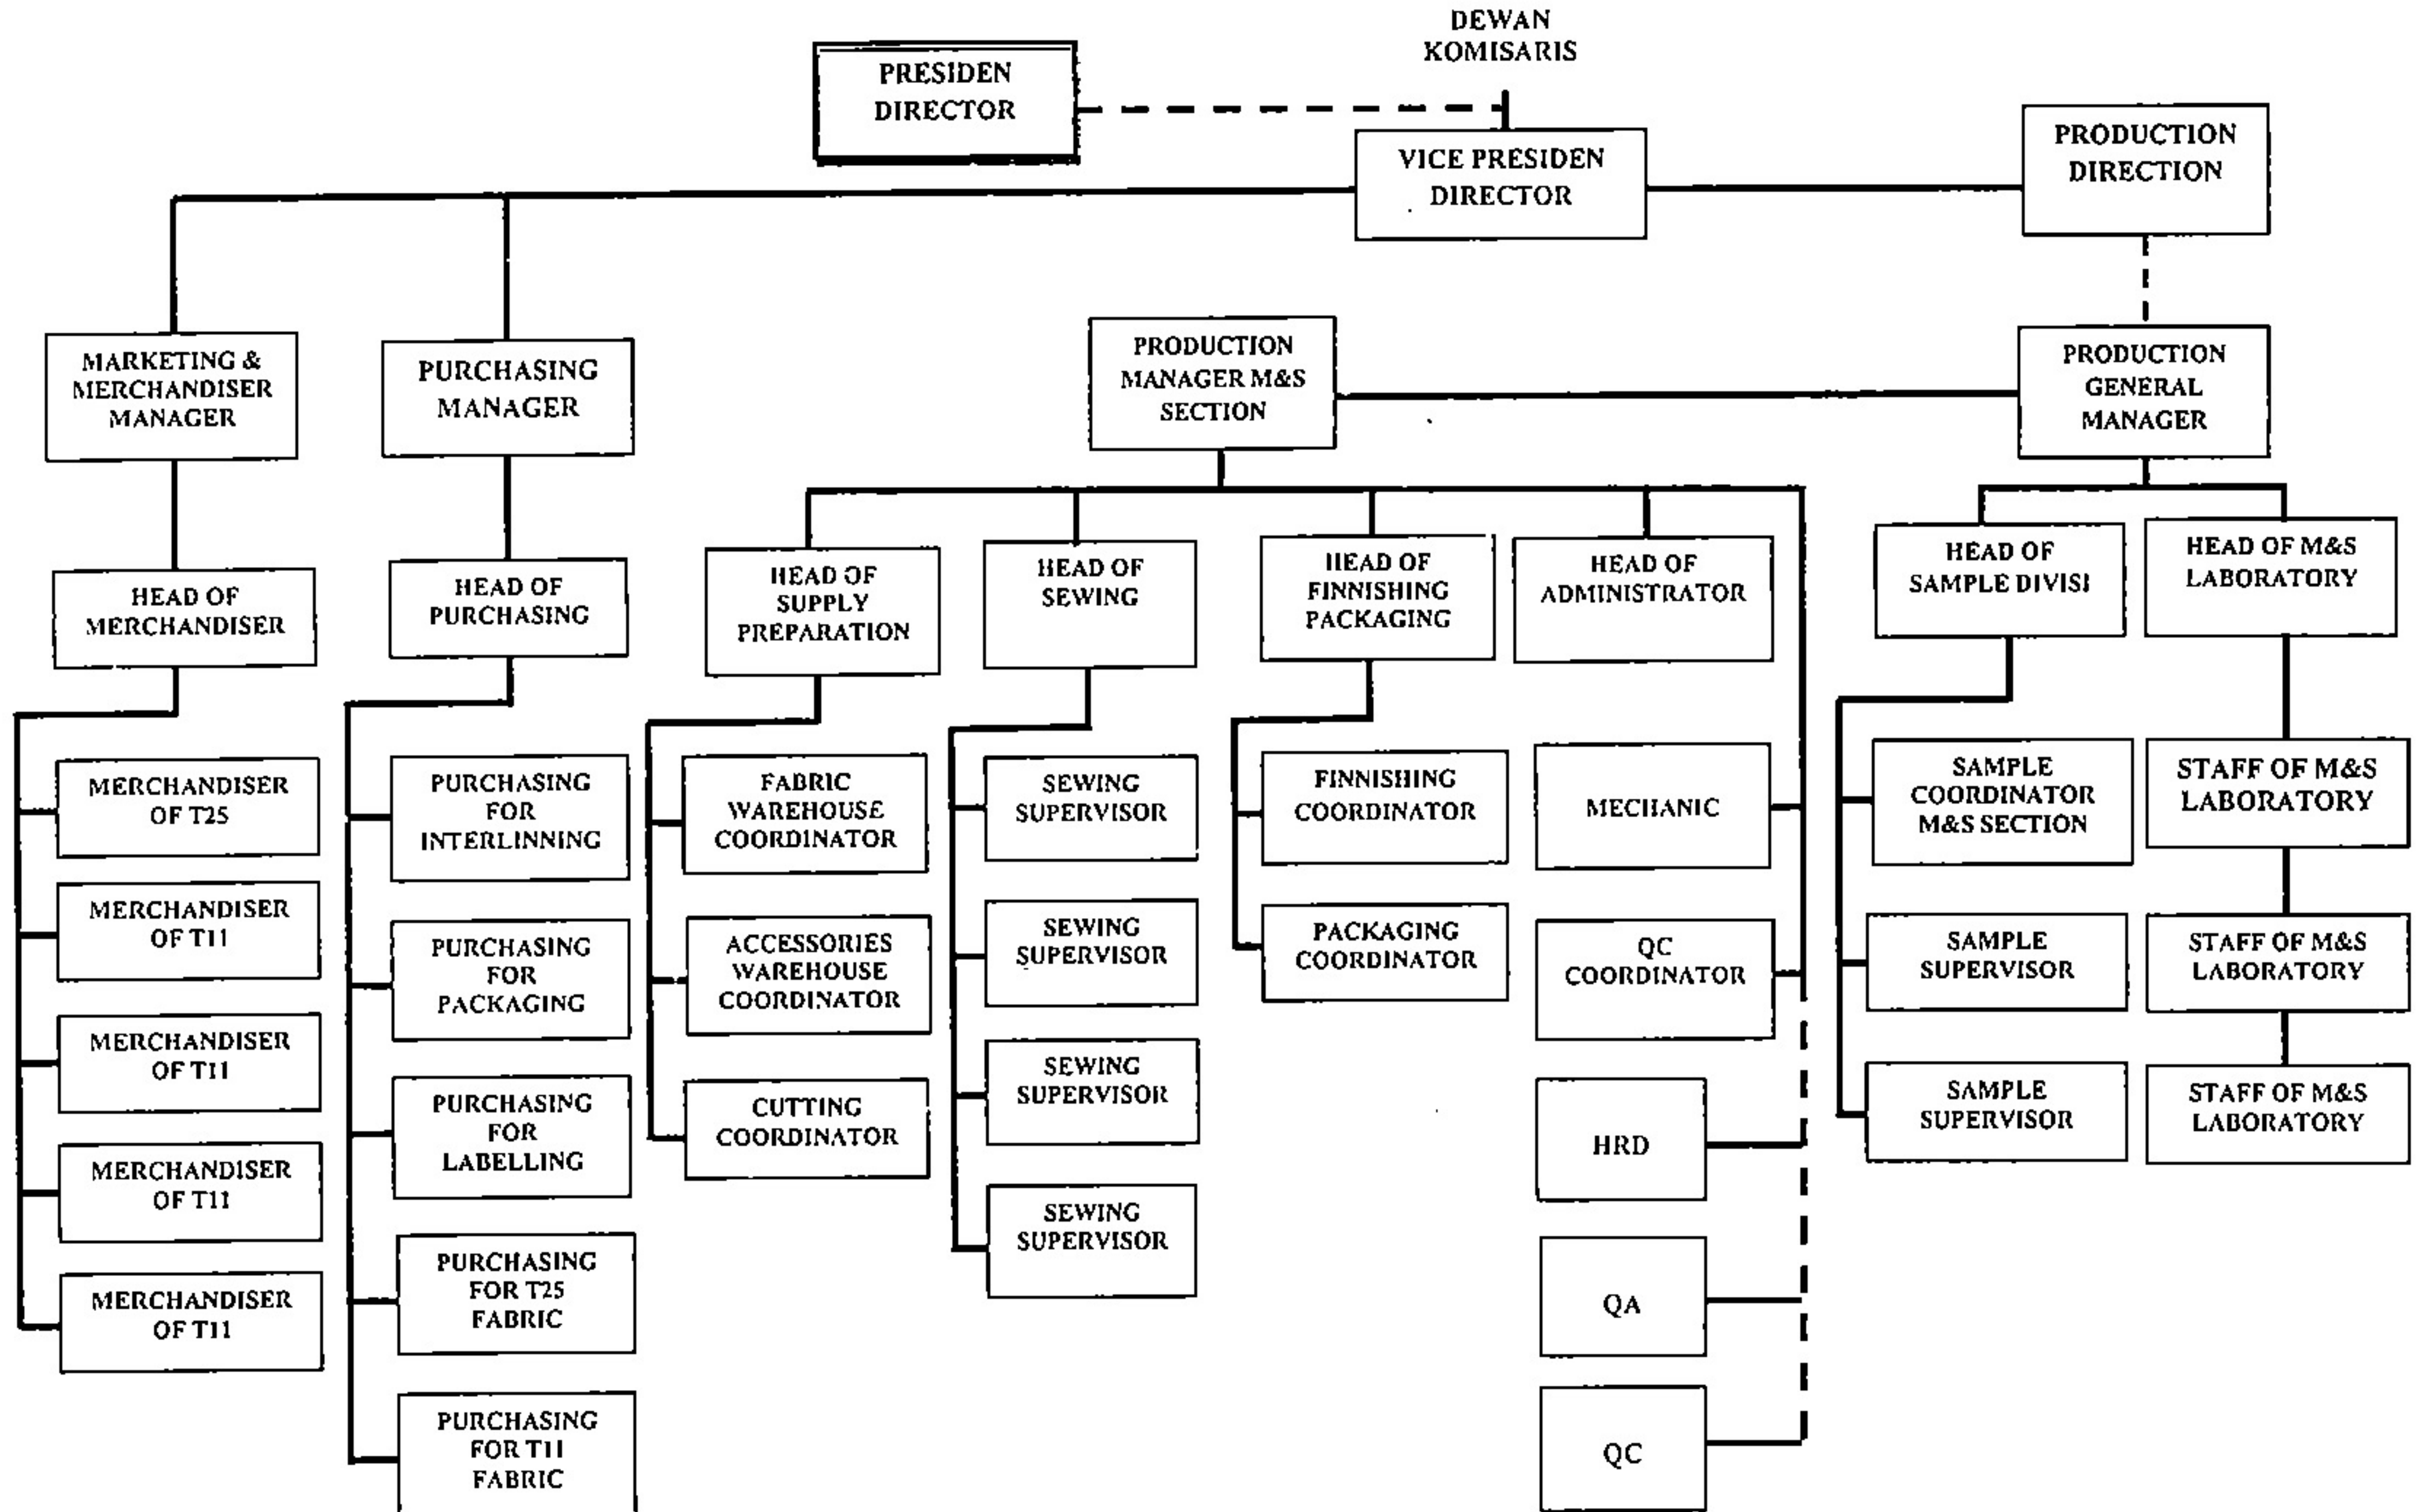 DEWAN
KOMISARIS
PRESIDEN
DIRECTOR
VICE PRESIDEN
DIRECTOR
PRODUCTION
DIRECTION
MARKETING &
MERCHANDISER
MANAGER
PURCHASING
MANAGER
PRODUCTION
MANAGER M&S
SECTION
PRODUCTION
GENERAL
MANAGER
HEAD OF
MERCHANDISER
HEAD OF
PURCHASING
HEAD OF
SUPPLY
PREPARATION
HEAD OF
SEWING
HEAD OF
FINNISHING
PACKAGING
HEAD OF
ADMINISTRATOR
HEAD OF
SAMPLE DIVISI
HEAD OF M&S
LABORATORY
MERCHANDISER
OF T25
MERCHANDISER
OF T11
MERCHANDISER
OF T11
MERCHANDISER
OF T11
MERCHANDISER
OF T11
PURCHASING
FOR
INTERLINNING
PURCHASING
FOR
PACKAGING
PURCHASING
FOR
LABELLING
PURCHASING
FOR T25
FABRIC
PURCHASING
FOR T11
FABRIC
FABRIC
WAREHOUSE
COORDINATOR
ACCESSORIES
WAREHOUSE
COORDINATOR
CUTTING
COORDINATOR
SEWING
SUPERVISOR
SEWING
SUPERVISOR
SEWING
SUPERVISOR
SEWING
SUPERVISOR
FINNISHING
COORDINATOR
PACKAGING
COORDINATOR
MECHANIC
QC
COORDINATOR
HRD
QA
QC
SAMPLE
COORDINATOR
M&S SECTION
SAMPLE
SUPERVISOR
SAMPLE
SUPERVISOR
STAFF OF M&S
LABORATORY
STAFF OF M&S
LABORATORY
STAFF OF M&S
LABORATORY